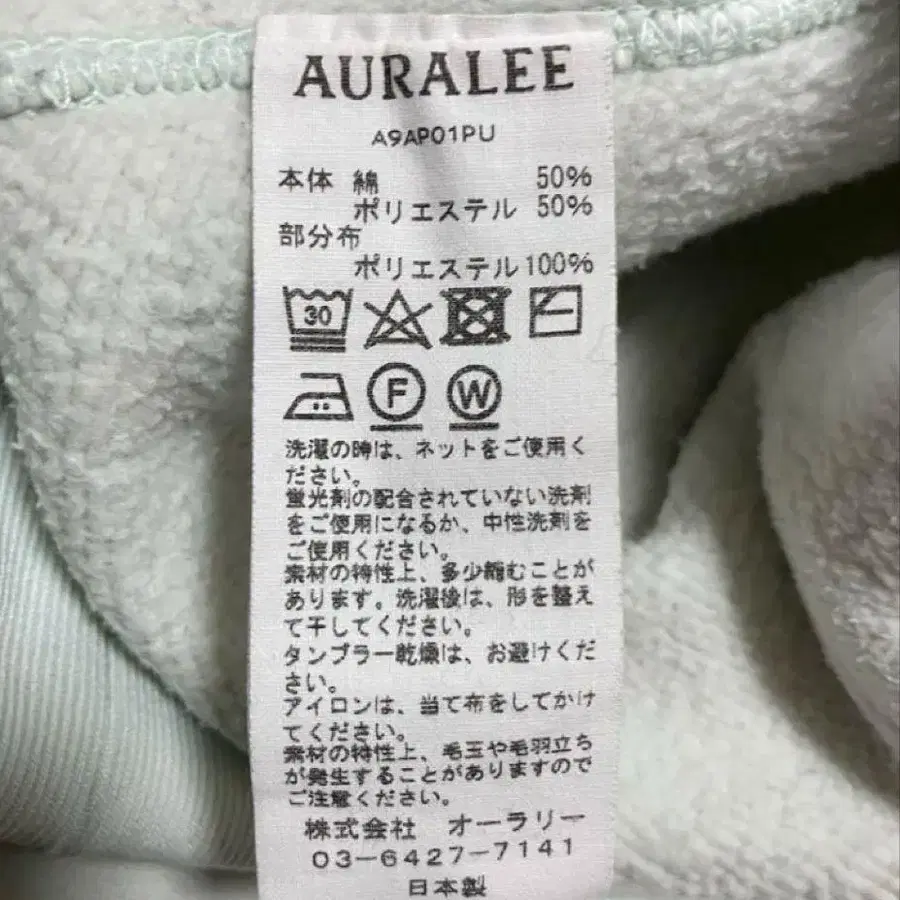 AURALEE
A9AP01PU
本体 綿 50%
ポリエステル 50%
部分布
ポリエステル 100%
30
F W
洗濯の時は、ネットをご使用く
ださい。
蛍光剤の配合されていない洗剤
をご使用になるか、中性洗剤を
ご使用ください。
素材の特性上、多少縮むことが
あります。洗濯後は、形を整え
て干してください。
タンブラー乾燥は、お避けくだ
さい。
アイロンは、当て布をしてかけ
てください。
素材の特性上、毛玉や毛羽立ち
が発生することがありますので
ご注意ください。
株式会社 オーラリー
03-6427-7141
日本製